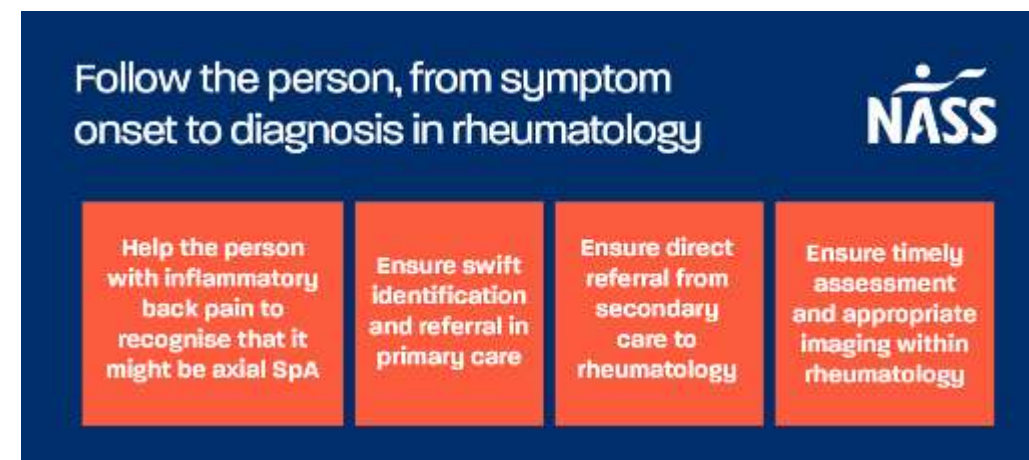 Follow the person, from symptom
onset to diagnosis in rheumatology
NASS
Help the person
with inflammatory
back pain to
recognise that it
might be axial SpA
Ensure swift
identification
and referral in
primary care
Ensure direct
referral from
secondary
care to
rheumatology
Ensure timely
assessment
and appropriate
imaging within
rheumatology